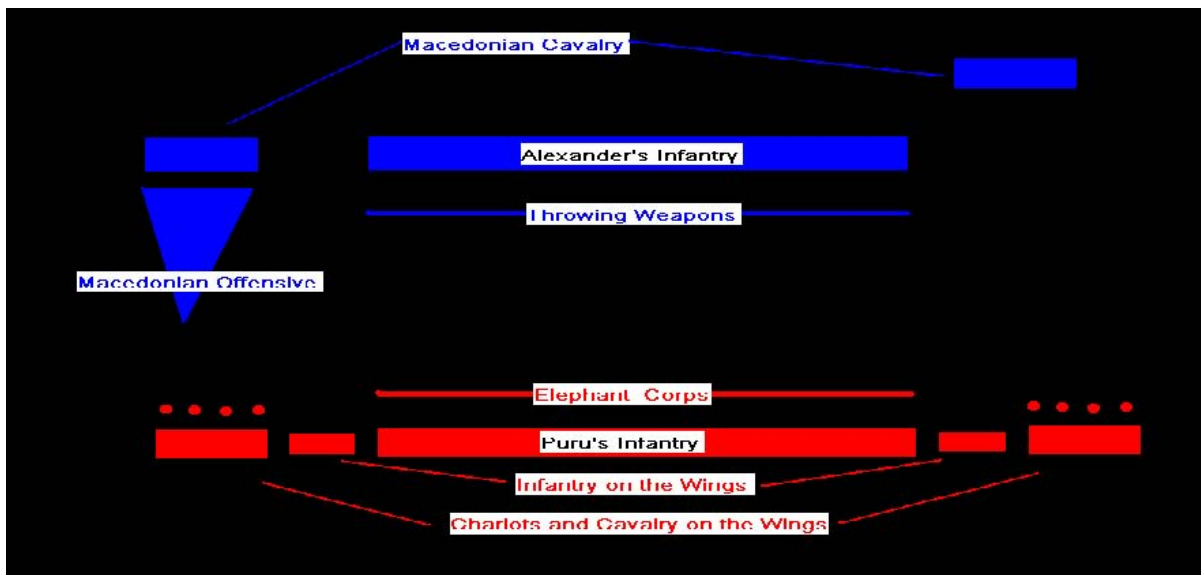 Macedonian Cavalry
Alexander's Infantry
Throwing Weapons
Macedonian Offensive
Elephant Corps
Puru's Infantry
Infantry on the Wings
Chariots and Cavalry on the Wings